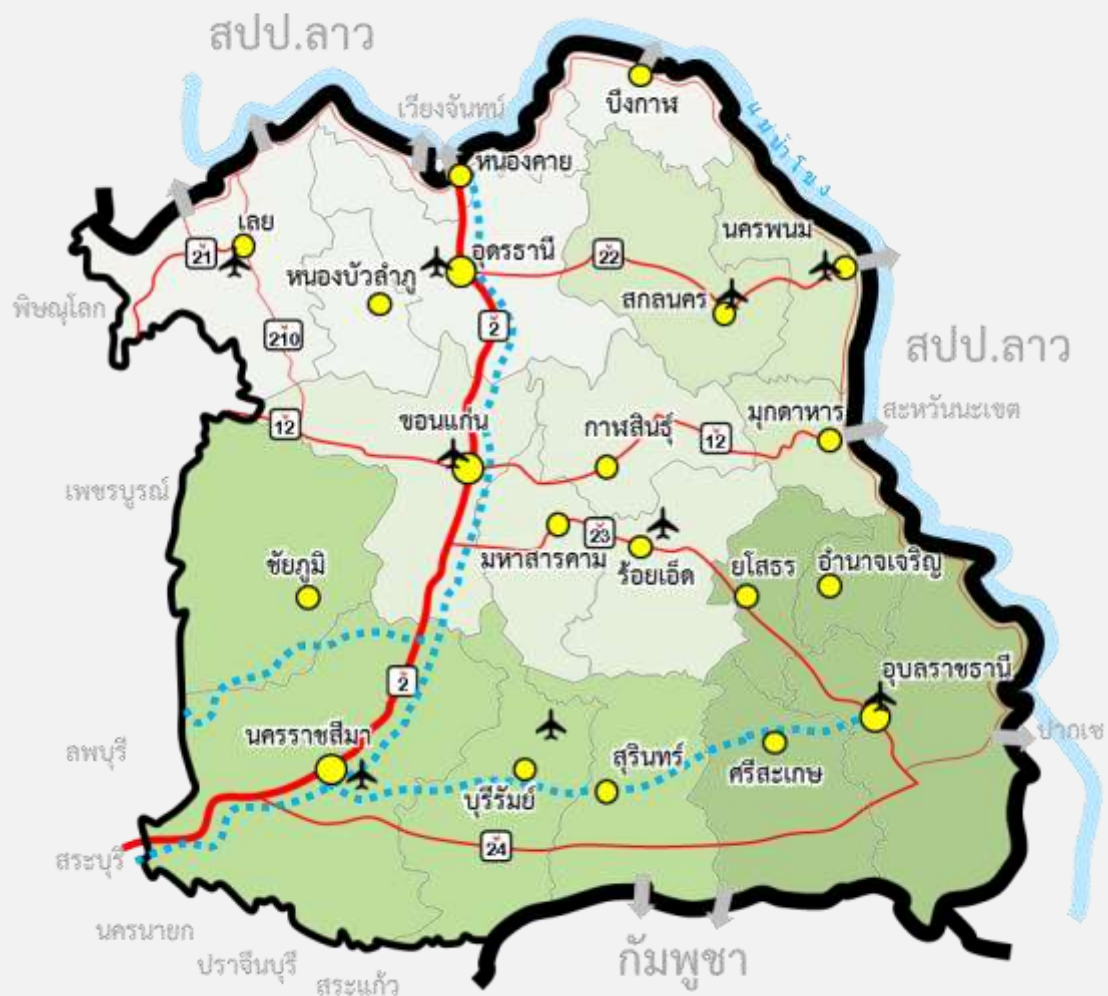 สปป.ลาว
เวียงจันทน์
บึงกาฬ
แม่น้ำโขง
หนองคาย
เลย
21
อุดรธานี
22
นครพนม
พิษณุโลก
หนองบัวลำภู
สกลนคร
2
210
สปป.ลาว
ขอนแก่น
กาฬสินธุ์
มุกดาหาร
สะหวันนะเขต
12
12
เพชรบูรณ์
ชัยภูมิ
มหาสารคาม
23
ร้อยเอ็ด
ยโสธร
อำนาจเจริญ
2
อุบลราชธานี
ลพบุรี
นครราชสีมา
บุรีรัมย์
สุรินทร์
ศรีสะเกษ
ปากเซ
24
สระบุรี
นครนายก
ปราจีนบุรี
สระแก้ว
กัมพูชา